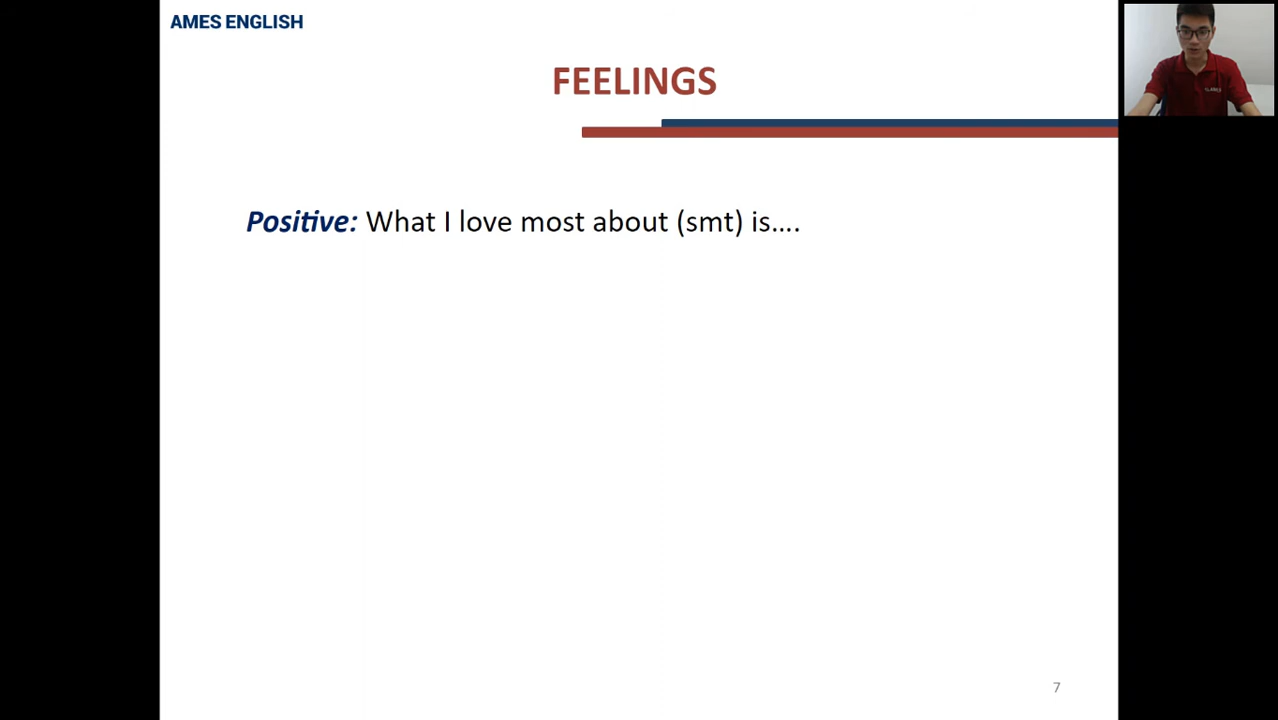 AMES ENGLISH
FEELINGS
Positive: What I love most about (smt) is....
7